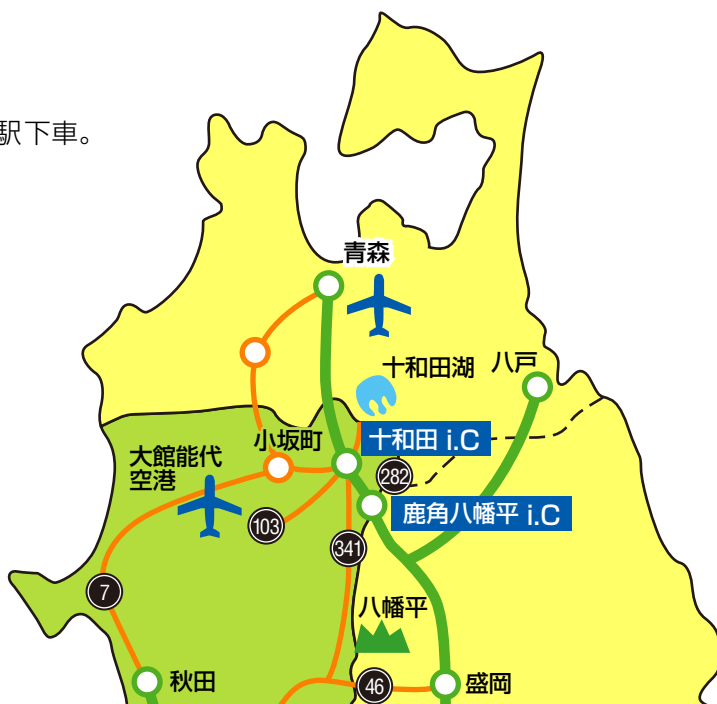 駅下車。
青森
十和田湖
八戸
小坂町
十和田 i.C
大館能代
空港
282
鹿角八幡平 i.C
103
341
7
八幡平
秋田
46
盛岡